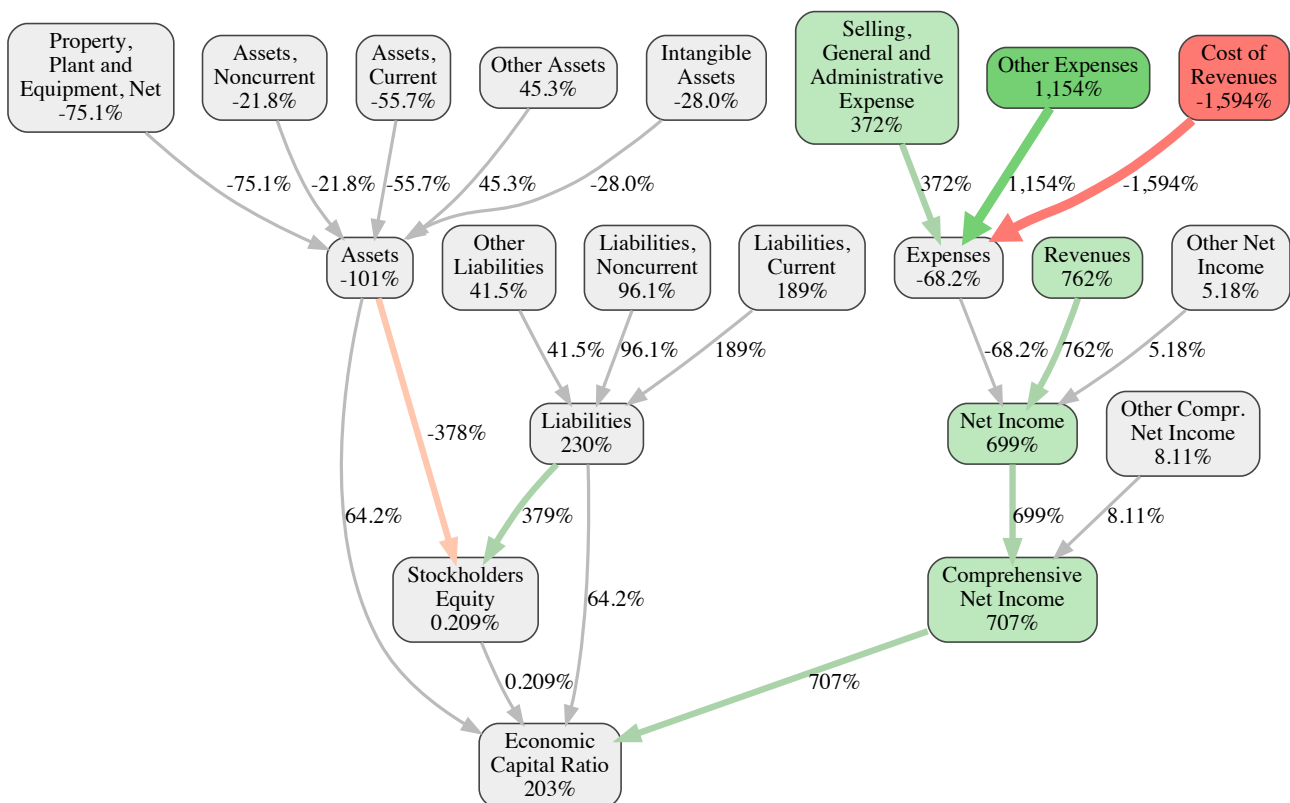 Property,
Plant and
Equipment, Net
-75.1%
Assets,
Noncurrent
-21.8%
Assets,
Current
-55.7%
Other Assets
45.3%
Intangible
Assets
-28.0%
Selling,
General and
Administrative
Expense
372%
Other Expenses
1,154%
Cost of
Revenues
-1,594%
-75.1%
-21.8%
-55.7%
45.3%
-28.0%
372%
1,154%
-1,594%
Assets
-101%
Other
Liabilities
41.5%
Liabilities,
Noncurrent
96.1%
Liabilities,
Current
189%
Expenses
-68.2%
Revenues
762%
Other Net
Income
5.18%
41.5%
96.1%
189%
-68.2%
762%
5.18%
-378%
Liabilities
230%
Net Income
699%
Other Compr.
Net Income
8.11%
64.2%
379%
699%
8.11%
Stockholders
Equity
0.209%
64.2%
Comprehensive
Net Income
707%
0.209%
707%
Economic
Capital Ratio
203%